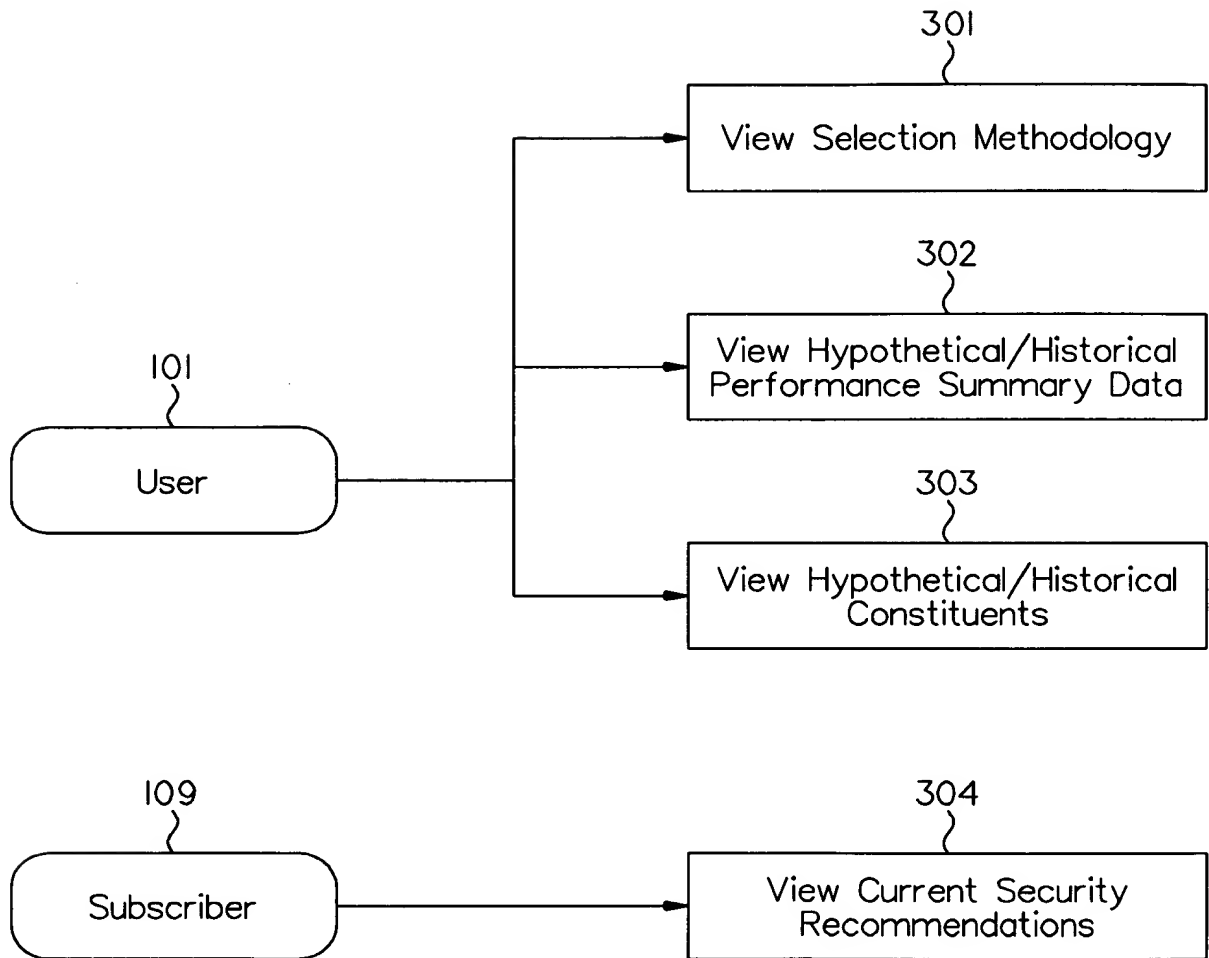 301
View Selection Methodology
302
View Hypothetical/Historical
Performance Summary Data
101
User
303
View Hypothetical/Historical
Constituents
109
Subscriber
304
View Current Security
Recommendations